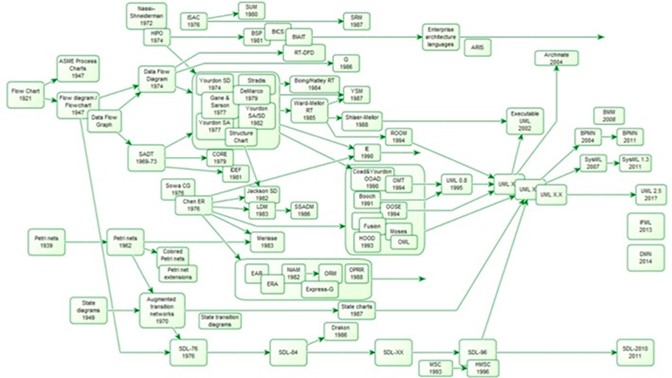 Nassi-
Shneiderman
1972
ISAC
1976
SUM
1980
SRW
1987
HIPO
1974
BSP
1981
BICS
BIAIT
Enterprise
architecture
languages
ARIS
Archimate
2004
RT-DFD
ASME Process
Charts
1947
Data Flow
Diagram
1974
G
1986
Flow Chart
1921
Flow diagram /
Flowchart
1947
Data Flow
Graph
Yourdon SD
1974
Stradis
Gane &
Sarson
1977
DeMarco
1979
Yourdon
SA/SD
1982
Yourdon SA
1977
Structure
Chart
Boing/Hatley RT
1984
YSM
1987
Ward-Mellor
RT
1985
Shlaer-Mellor
1988
ROOM
1994
Executable
UML
2002
BMM
2008
BPMN
2004
BPMN
2011
SADT
1969-73
CORE
1979
IDEF
1981
IE
1990
SysML
2007
SysML 1.3
2011
Sowa CG
1976
Chen ER
1976
Jackson SD
1982
LDM
1983
SSADM
1986
Coad&Yourdon
OOAD
1990
OMT
1994
Booch
1991
OOSE
1994
Fusion
Moses
HOOD
1993
OML
UML 0.8
1995
UML X
UML X
UML X.X
UML 2.5
201?
IFML
2013
DMN
2014
Petri nets
1939
Petri nets
1962
Colored
Petri nets
Petri net
extensions
Merisse
1983
EAR
ERA
NIAM
1982
ORM
OPRR
1988
Express-G
State
diagrams
1949
Augmented
transition
networks
1970
State transition
diagrams
State charts
1987
Drakon
1986
SDL-76
1976
SDL-84
SDL-XX
SDL-96
MSC
1993
HMSC
1996
SDL-2010
2011